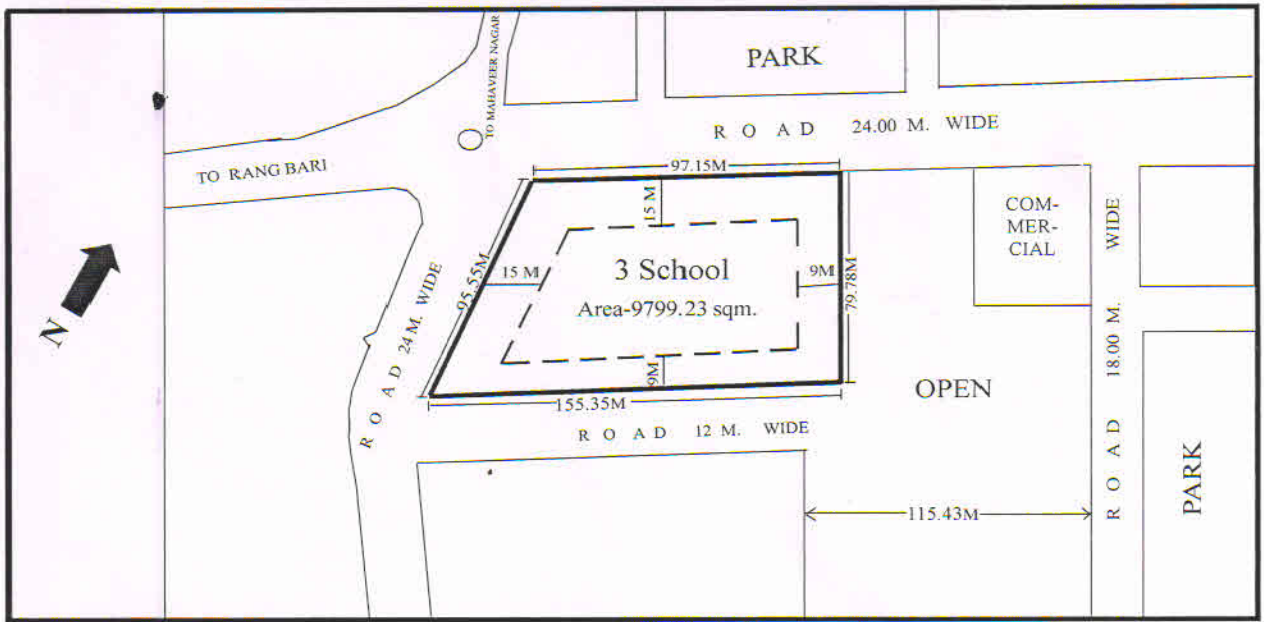 TO MAHAVEER NAGAR
PARK
ROAD 24.00 M. WIDE
TO RANG BARI
97.15M
15 M
COM-
MER-
CIAL
ROAD 18.00 M. WIDE
95.55M
15 M
3 School
9M
79.78M
Area-9799.23 sqm.
N
ROAD 24 M. WIDE
9M
155.35M
OPEN
ROAD 12 M. WIDE
PARK
115.43M